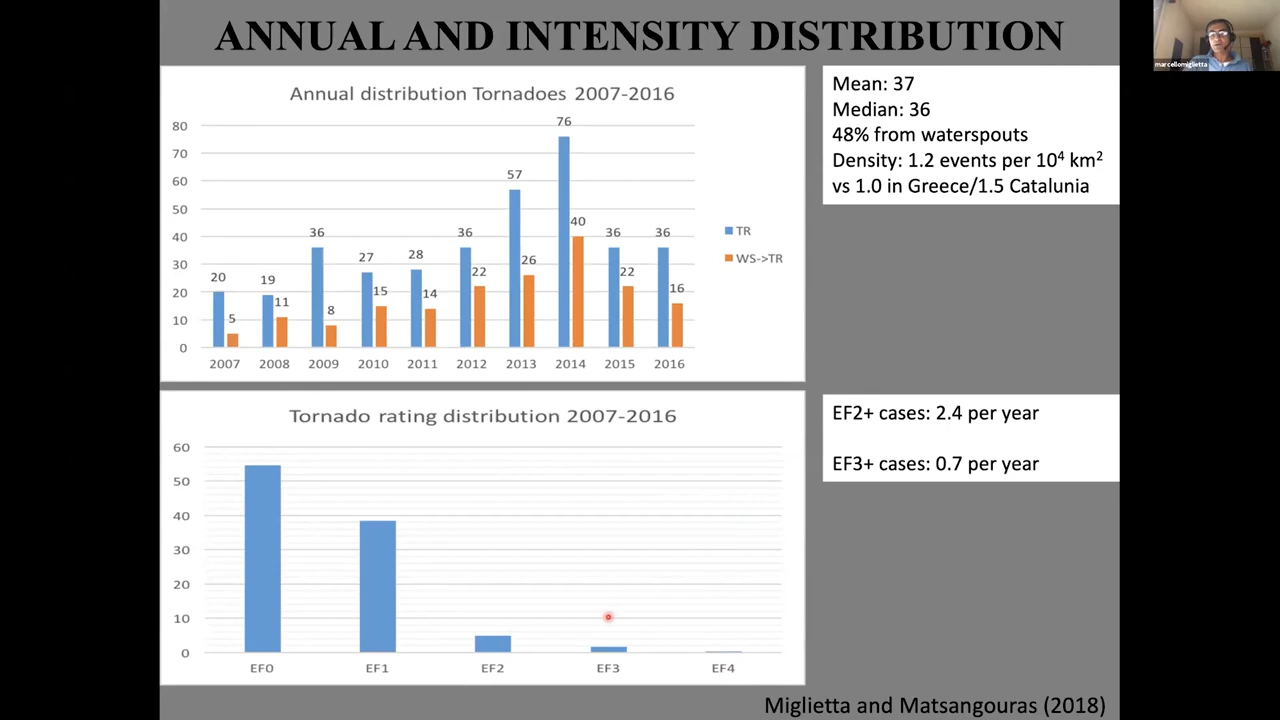 ANNUAL AND INTENSITY DISTRIBUTION
marcellomiglietta
Annual distribution Tornadoes 2007-2016
80
70
60
50
40
30
20
10
0
20
5
19
11
36
8
27
15
28
14
36
22
57
26
76
40
36
22
36
16
2007 2008 2009 2010 2011 2012 2013 2014 2015 2016
TR
WS->TR
Mean: 37
Median: 36
48% from waterspouts
Density: 1.2 events per 10⁴ km²
vs 1.0 in Greece/1.5 Catalunia
Tornado rating distribution 2007-2016
60
50
40
30
20
10
0
EF0 EF1 EF2 EF3 EF4
EF2+ cases: 2.4 per year
EF3+ cases: 0.7 per year
Miglietta and Matsangouras (2018)